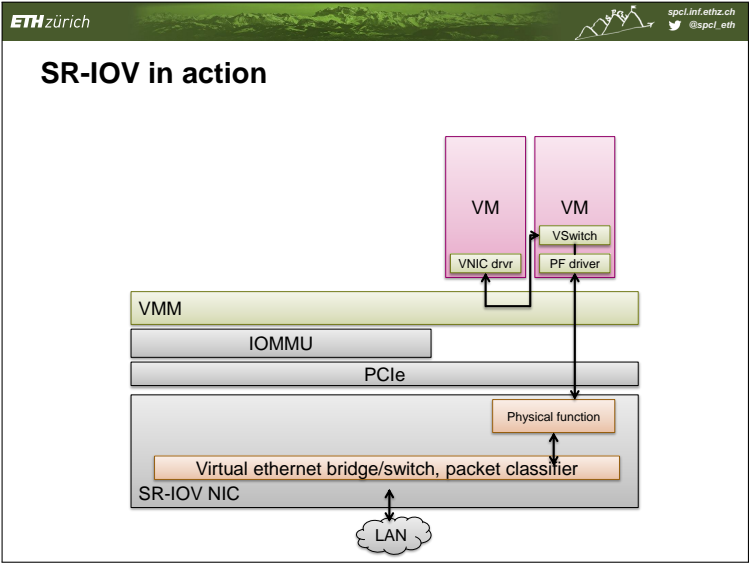 ETH zürich
spcl.inf.ethz.ch
@spcl_eth
SR-IOV in action
VM
VM
VSwitch
VNIC drvr
PF driver
VMM
IOMMU
PCIe
Physical function
Virtual ethernet bridge/switch, packet classifier
SR-IOV NIC
LAN